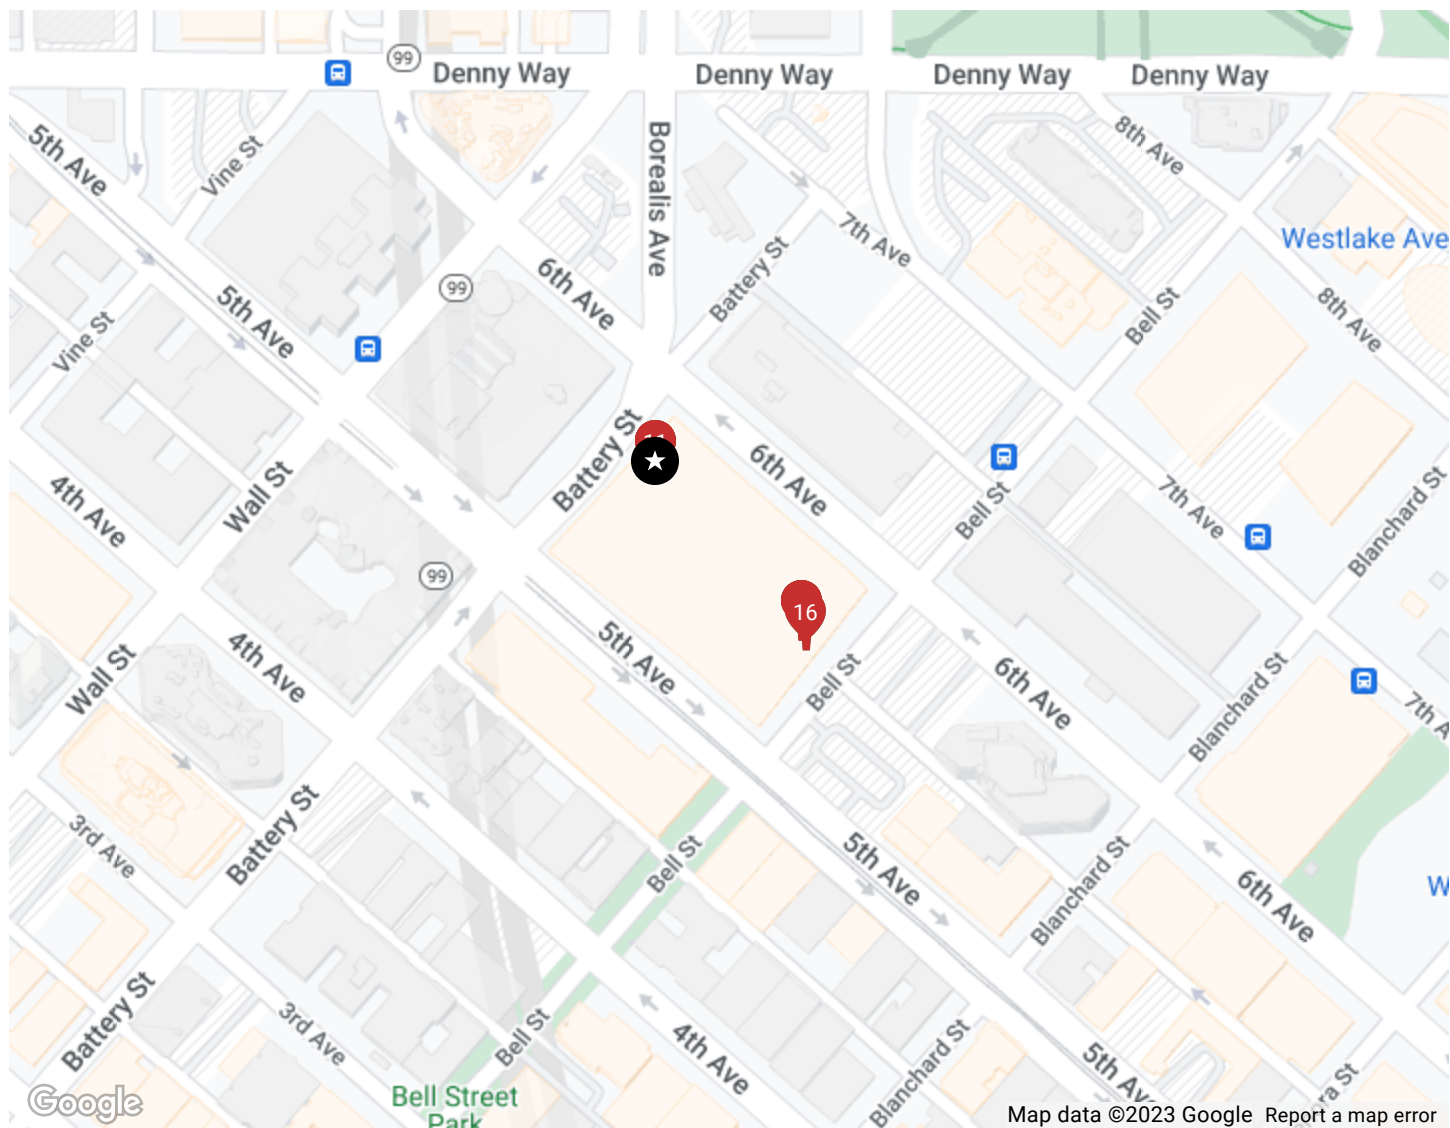 99
Denny Way
Denny Way
Denny Way
Denny Way
8th Ave
5th Ave
Vine St
Borealis Ave
7th Ave
Westlake Ave
Battery St
6th Ave
99
5th Ave
Bell St
8th Ave
Vine St
Battery St
6th Ave
Wall St
4th Ave
Bell St
7th Ave
Blanchard St
99
16
5th Ave
4th Ave
Wall St
Bell St
6th Ave
Blanchard St
7th A
Battery St
3rd Ave
Bell St
5th Ave
Blanchard St
6th Ave
W
Battery St
3rd Ave
Bell St
4th Ave
Blanchard St
5th Ave
Bell Street
Park
Google
Map data ©2023 Google Report a map error